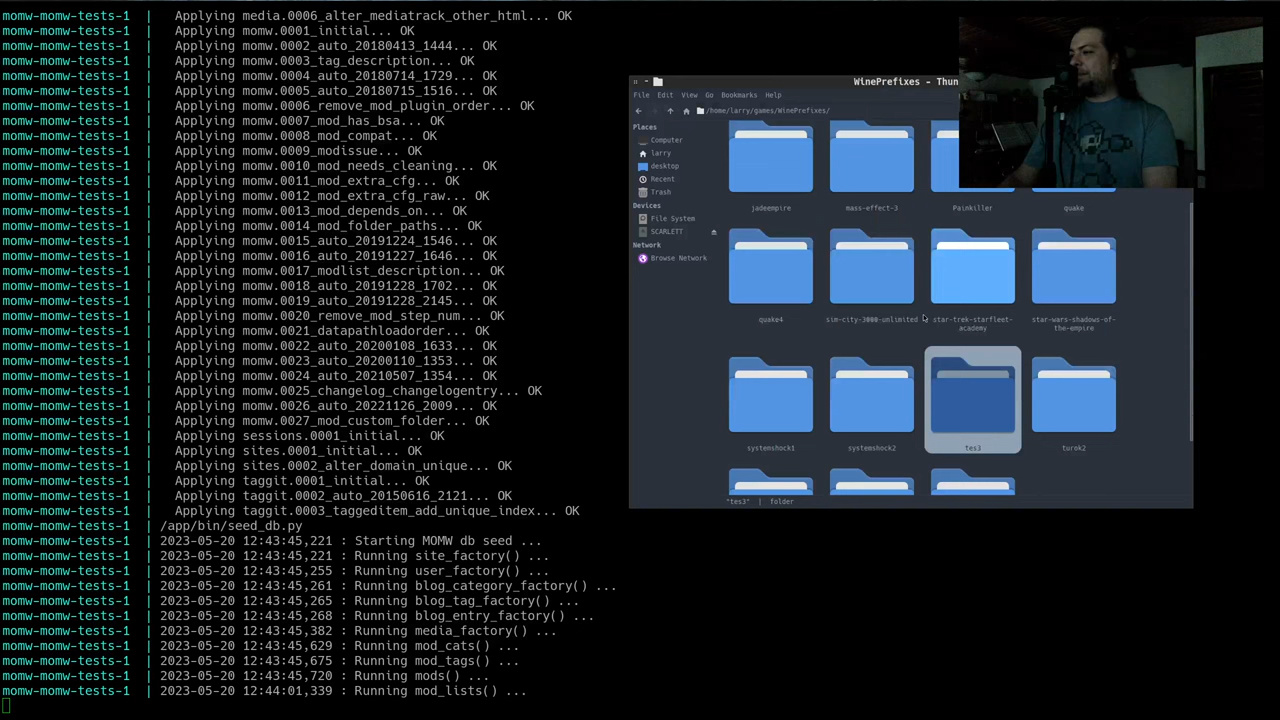 momw-momw-tests-1 | Applying media.0006_alter_mediatrack_other_html... OK
momw-momw-tests-1 | Applying momw.0001_initial... OK
momw-momw-tests-1 | Applying momw.0002_auto_20180413_1444... OK
momw-momw-tests-1 | Applying momw.0003_tag_description... OK
momw-momw-tests-1 | Applying momw.0004_auto_20180714_1729... OK
momw-momw-tests-1 | Applying momw.0005_auto_20180715_1516... OK
momw-momw-tests-1 | Applying momw.0006_remove_mod_plugin_order... OK
momw-momw-tests-1 | Applying momw.0007_mod_has_bsa... OK
momw-momw-tests-1 | Applying momw.0008_mod_compat... OK
momw-momw-tests-1 | Applying momw.0009_modissue... OK
momw-momw-tests-1 | Applying momw.0010_mod_needs_cleaning... OK
momw-momw-tests-1 | Applying momw.0011_mod_extra_cfg... OK
momw-momw-tests-1 | Applying momw.0012_mod_extra_cfg_raw... OK
momw-momw-tests-1 | Applying momw.0013_mod_depends_on... OK
momw-momw-tests-1 | Applying momw.0014_mod_folder_paths... OK
momw-momw-tests-1 | Applying momw.0015_auto_20191224_1546... OK
momw-momw-tests-1 | Applying momw.0016_auto_20191227_1646... OK
momw-momw-tests-1 | Applying momw.0017_modlist_description... OK
momw-momw-tests-1 | Applying momw.0018_auto_20191228_1702... OK
momw-momw-tests-1 | Applying momw.0019_auto_20191228_2145... OK
momw-momw-tests-1 | Applying momw.0020_remove_mod_step_num... OK
momw-momw-tests-1 | Applying momw.0021_datapathloadorder... OK
momw-momw-tests-1 | Applying momw.0022_auto_20200108_1633... OK
momw-momw-tests-1 | Applying momw.0023_auto_20200110_1353... OK
momw-momw-tests-1 | Applying momw.0024_auto_20210507_1354... OK
momw-momw-tests-1 | Applying momw.0025_changelog_changelogentry... OK
momw-momw-tests-1 | Applying momw.0026_auto_20221126_2009... OK
momw-momw-tests-1 | Applying momw.0027_mod_custom_folder... OK
momw-momw-tests-1 | Applying sessions.0001_initial... OK
momw-momw-tests-1 | Applying sites.0001_initial... OK
momw-momw-tests-1 | Applying sites.0002_alter_domain_unique... OK
momw-momw-tests-1 | Applying taggit.0001_initial... OK
momw-momw-tests-1 | Applying taggit.0002_auto_20150616_2121... OK
momw-momw-tests-1 | Applying taggit.0003_taggeditem_add_unique_index... OK
momw-momw-tests-1 | /app/bin/seed_db.py
momw-momw-tests-1 | 2023-05-20 12:43:45,221 : Starting MOMW db seed ...
momw-momw-tests-1 | 2023-05-20 12:43:45,221 : Running site_factory() ...
momw-momw-tests-1 | 2023-05-20 12:43:45,255 : Running user_factory() ...
momw-momw-tests-1 | 2023-05-20 12:43:45,261 : Running blog_category_factory() ...
momw-momw-tests-1 | 2023-05-20 12:43:45,265 : Running blog_tag_factory() ...
momw-momw-tests-1 | 2023-05-20 12:43:45,268 : Running blog_entry_factory() ...
momw-momw-tests-1 | 2023-05-20 12:43:45,382 : Running media_factory() ...
momw-momw-tests-1 | 2023-05-20 12:43:45,629 : Running mod_cats() ...
momw-momw-tests-1 | 2023-05-20 12:43:45,675 : Running mod_tags() ...
momw-momw-tests-1 | 2023-05-20 12:43:45,720 : Running mods() ...
momw-momw-tests-1 | 2023-05-20 12:44:01,339 : Running mod_lists() ...
WinePrefixes - Thun
File Edit View Go Bookmarks Help
/home/larry/games/WinePrefixes/
Places
Computer
larry
desktop
Recent
Trash
Devices
File System
SCARLETT
Network
Browse Network
jadeempire mass-effect-3 Painkiller quake
quake4 sim-city-3000-unlimited star-trek-starfleet- star-wars-shadows-of-
academy the-empire
systemshock1 systemshock2 tes3 turok2
"tes3" | folder